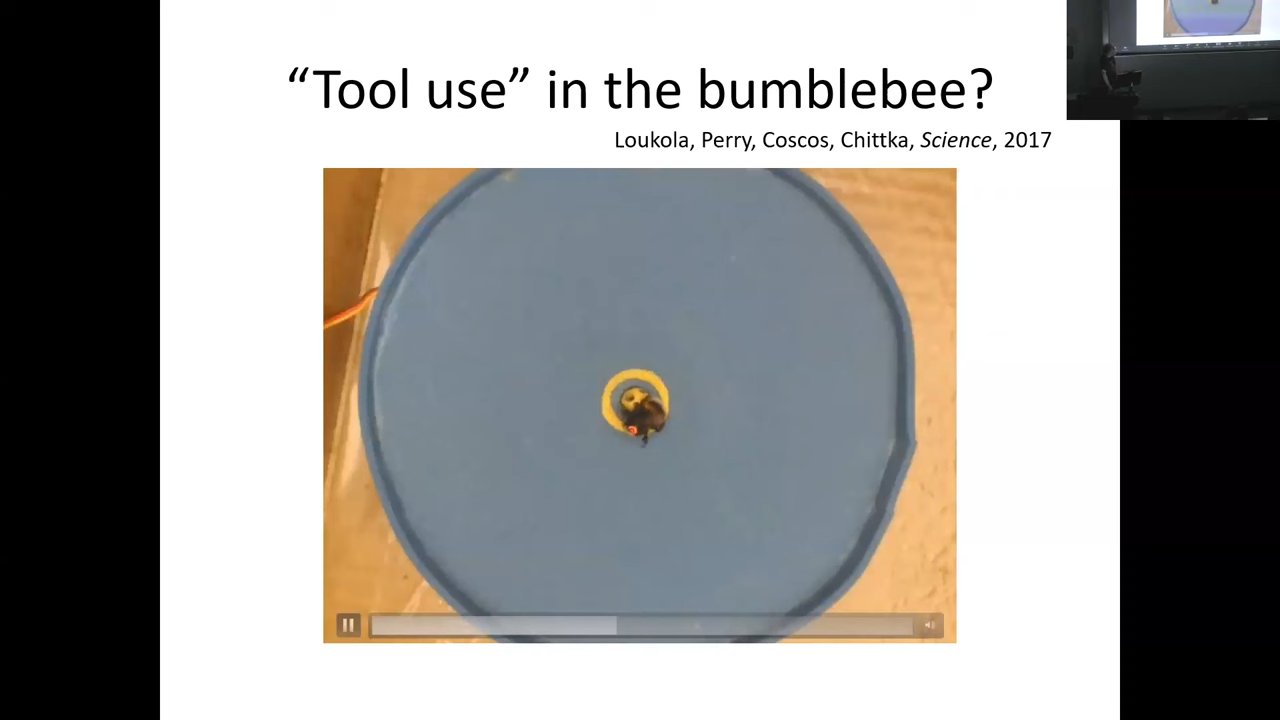 “Tool use” in the bumblebee?
Loukola, Perry, Coscos, Chittka, Science, 2017